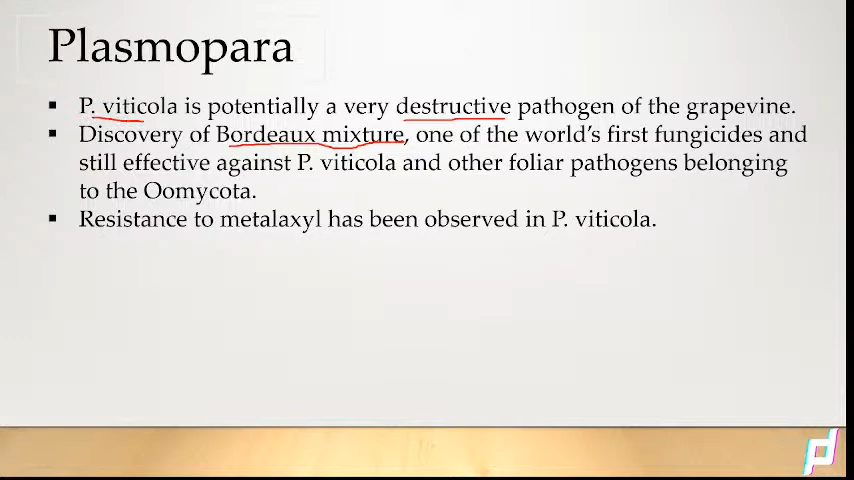 Plasmopara
▪ P. viticola is potentially a very destructive pathogen of the grapevine.
▪ Discovery of Bordeaux mixture, one of the world's first fungicides and
still effective against P. viticola and other foliar pathogens belonging
to the Oomycota.
▪ Resistance to metalaxyl has been observed in P. viticola.